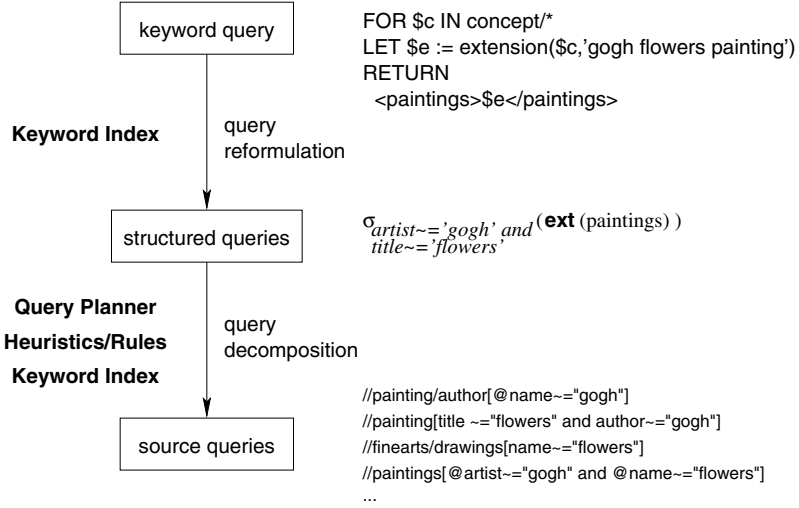 keyword query
FOR $c IN concept/*
LET $e := extension($c,'gogh flowers painting')
RETURN
<paintings>$e</paintings>
Keyword Index
query
reformulation
structured queries
σartist~='gogh' and (ext (paintings) )
title~='flowers'
Query Planner
Heuristics/Rules
Keyword Index
query
decomposition
source queries
//painting/author[@name~="gogh"]
//painting[title ~="flowers" and author~="gogh"]
//finearts/drawings[name~="flowers"]
//paintings[@artist~="gogh" and @name~="flowers"]
...